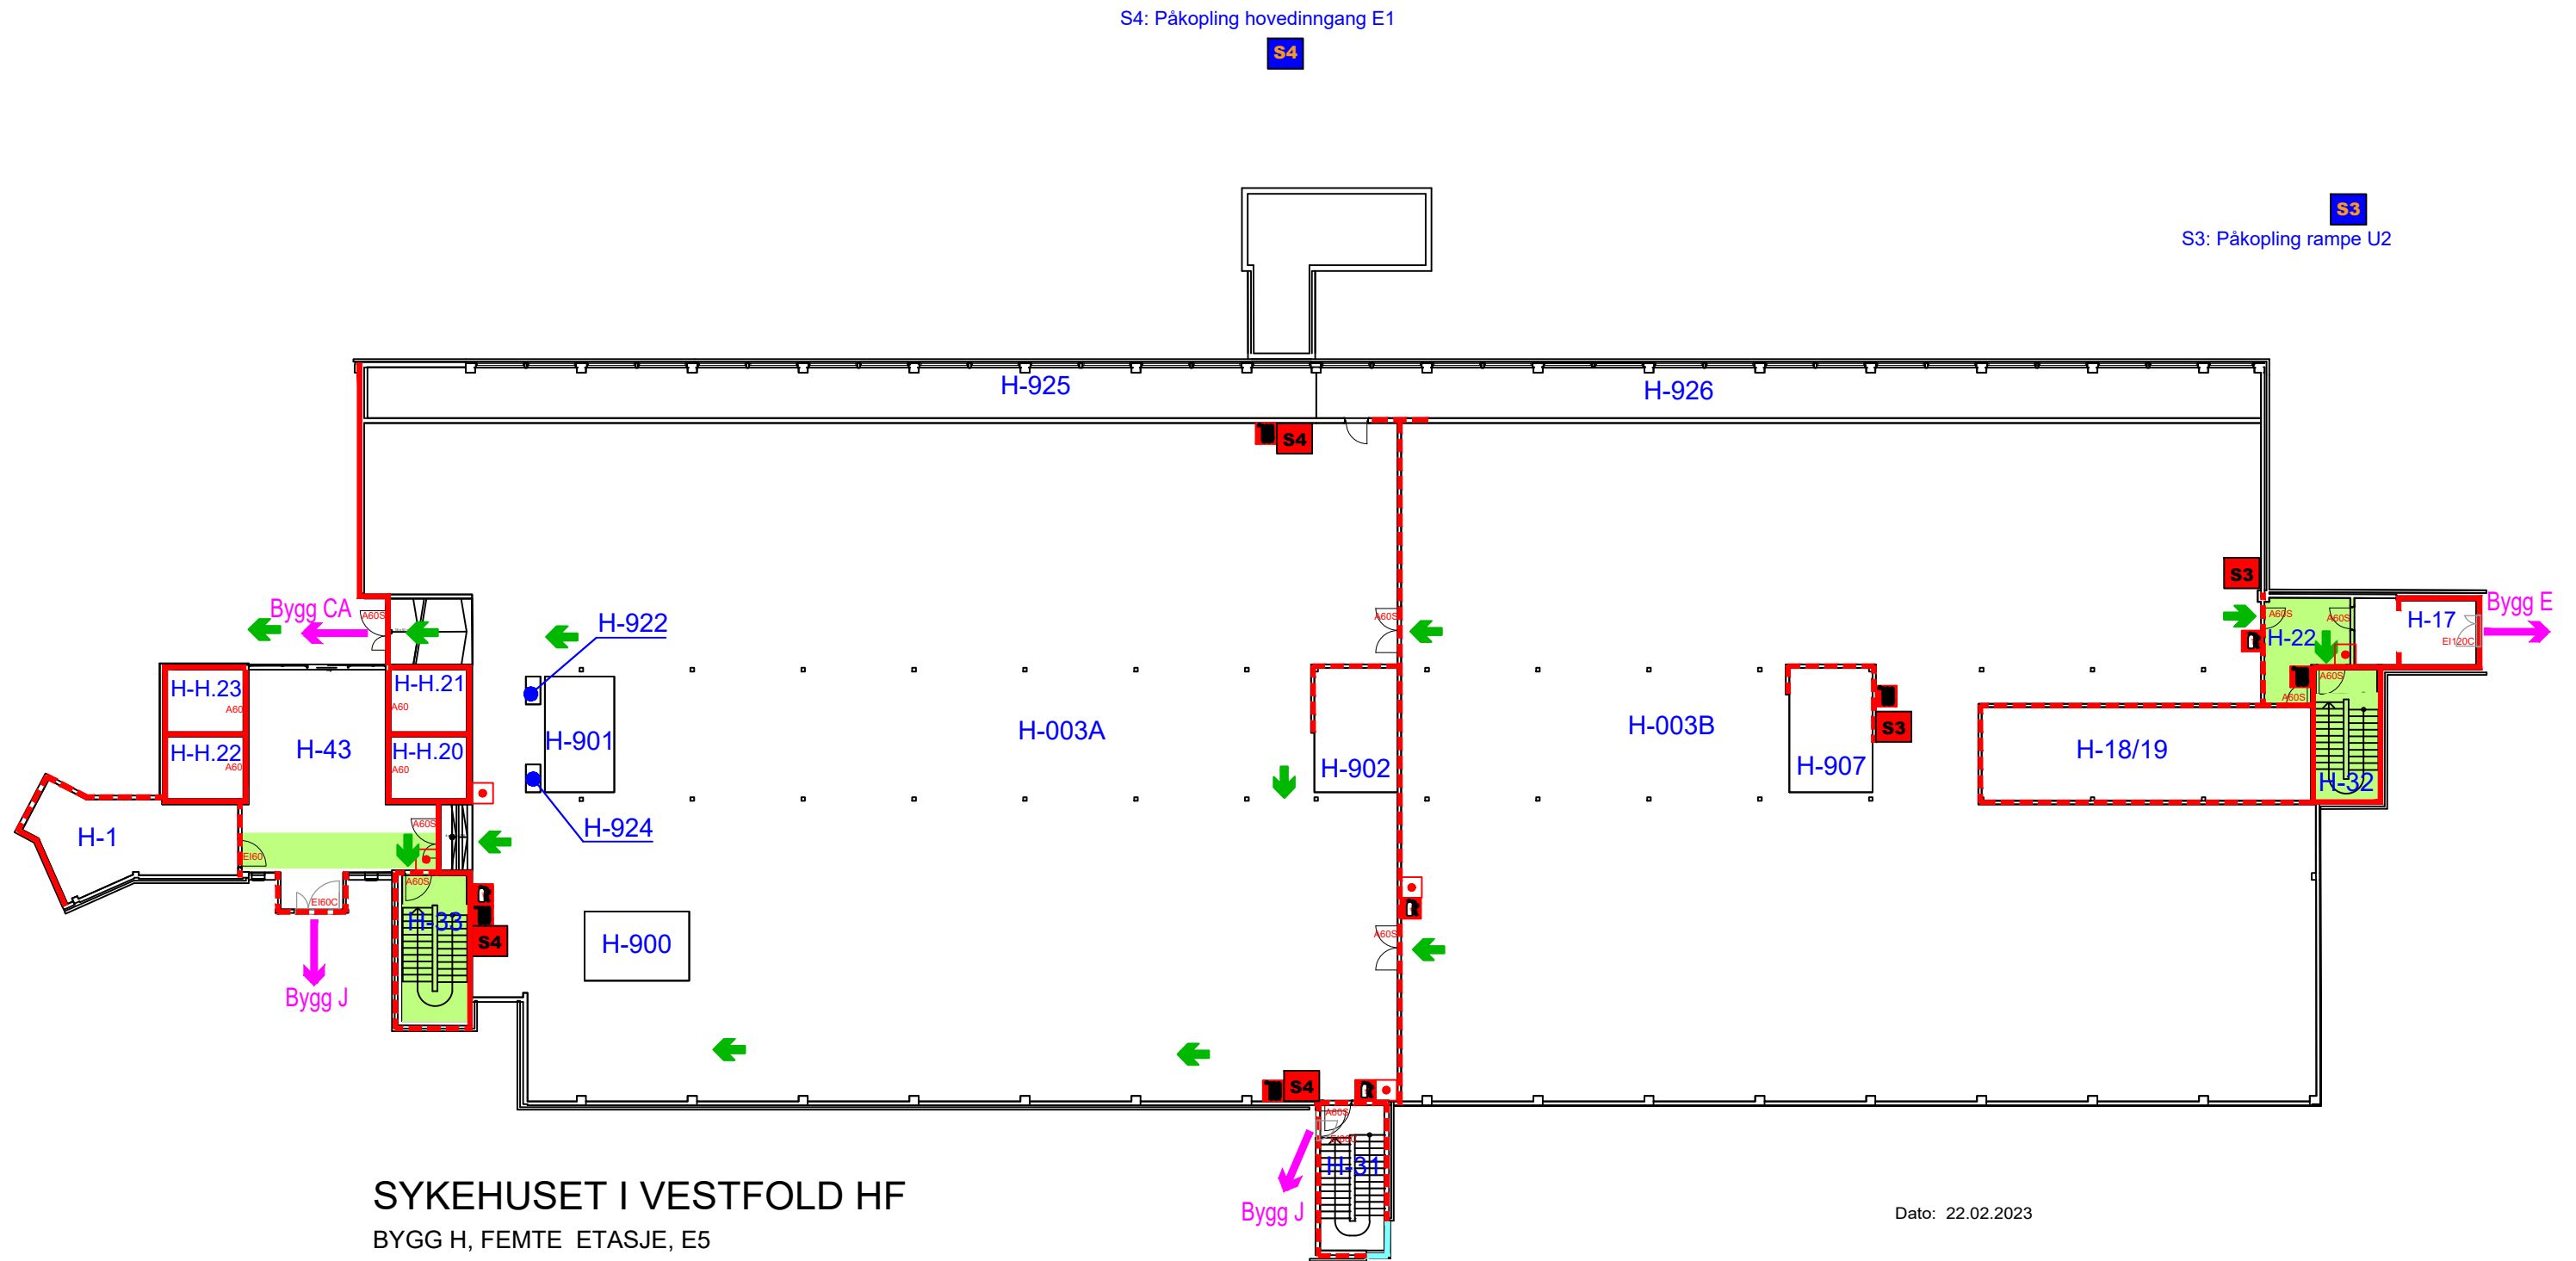 S4: Påkopling hovedinngang E1
S4
S3
S3: Påkopling rampe U2
H-925
H-926
S4
S3
Bygg CA
A60S
H-922
A60S
A60S
A60S
H-22
H-17
EI120C
Bygg E
H-H.23
A60
H-H.21
A60
H-43
H-H.22
A60
H-H.20
A60
H-901
H-003A
H-902
H-003B
H-907
S3
H-18/19
A60S
A60S
H-32
H-924
H-1
EI60
A60S
A60S
EI60C
H-33
S4
H-900
A60S
Bygg J
S4
A60S
H-31
Bygg J
SYKEHUSET I VESTFOLD HF
BYGG H, FEMTE ETASJE, E5
Dato: 22.02.2023